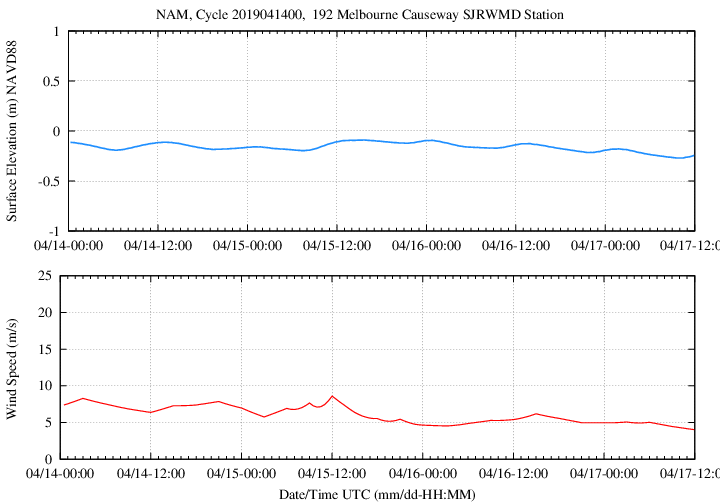 NAM, Cycle 2019041400,  192 Melbourne Causeway SJRWMD Station
Surface Elevation (m) NAVD88
1
0.5
0
-0.5
-1
04/14-00:00 04/14-12:00 04/15-00:00 04/15-12:00 04/16-00:00 04/16-12:00 04/17-00:00 04/17-12:0
Wind Speed (m/s)
25
20
15
10
5
0
04/14-00:00 04/14-12:00 04/15-00:00 04/15-12:00 04/16-00:00 04/16-12:00 04/17-00:00 04/17-12:0
Date/Time UTC (mm/dd-HH:MM)